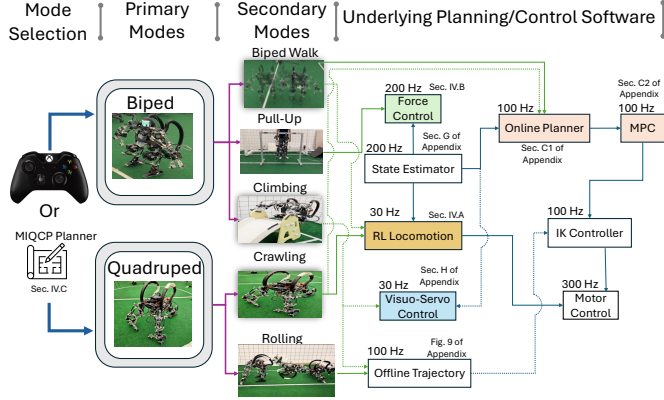 Mode
Selection
Primary
Modes
Secondary
Modes
Underlying Planning/Control Software
Biped Walk
Biped
Pull-Up
Climbing
Or
MIQCP Planner
Sec. IV.C
Quadruped
Crawling
Rolling
200 Hz
Sec. IV.B
Force
Control
Sec. G of
Appendix
200 Hz
State Estimator
100 Hz
Online Planner
Sec. C1 of
Appendix
Sec. C2 of
Appendix
100 Hz
MPC
30 Hz
Sec. IV.A
RL Locomotion
100 Hz
IK Controller
Sec. H of
Appendix
30 Hz
Visuo-Servo
Control
300 Hz
Motor
Control
Fig. 9 of
Appendix
100 Hz
Offline Trajectory